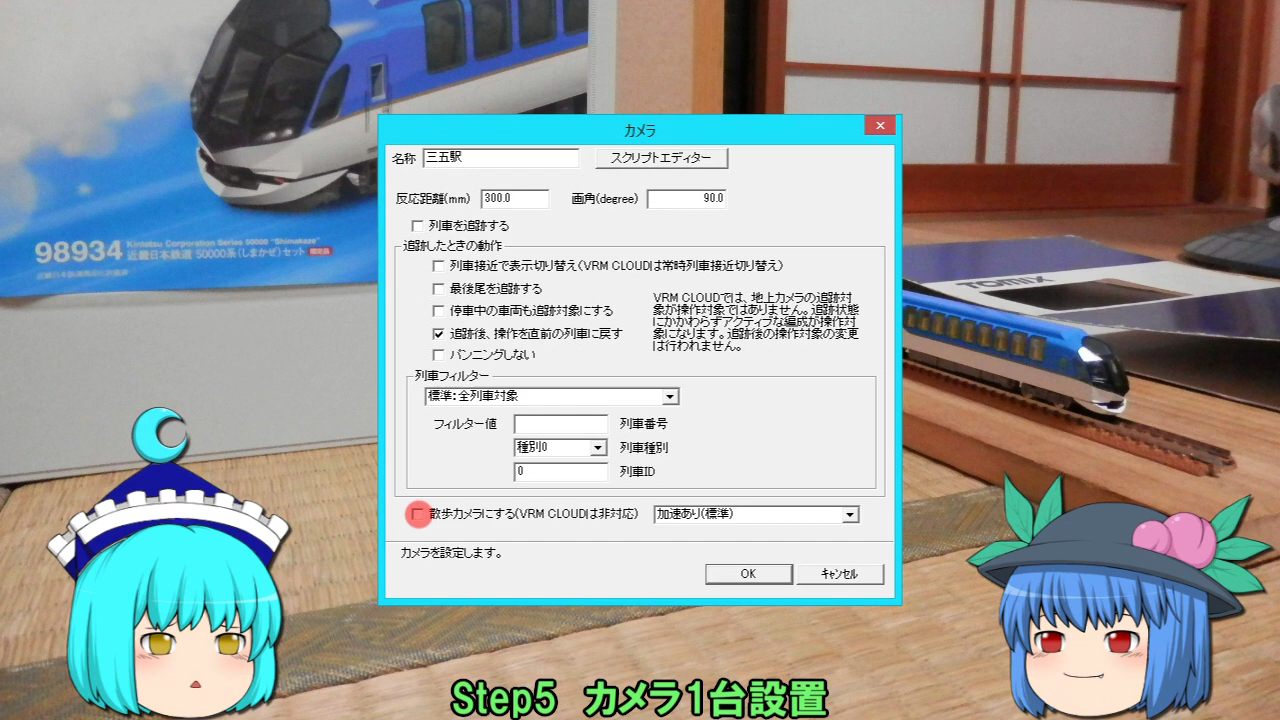 カメラ
名称 三五駅 スクリプトエディター
反応距離(mm) 300.0 画角(degree) 90.0
列車を追跡する
追跡したときの動作
列車接近で表示切り替え(VRM CLOUDは常時列車接近切り替え)
最後尾を追跡する
停車中の車両も追跡対象にする
追跡後、操作を直前の列車に戻す
パンニングしない
VRM CLOUDでは、地上カメラの追跡対
象が操作対象ではありません。追跡状態
にかかわらずアクティブな編成が操作対
象になります。追跡後の操作対象の変更
は行われません。
列車フィルター
標準:全列車対象
フィルター値 列車番号
種別0 列車種別
0 列車ID
散歩カメラにする(VRM CLOUDは非対応) 加速あり(標準)
カメラを設定します。
OK キャンセル
98934 Kintetsu Corporation Series 50000 "Shimakaze"
近畿日本鉄道 50000系(しまかぜ)セット 限定品
TOMIX
Step5 カメラ1台設置